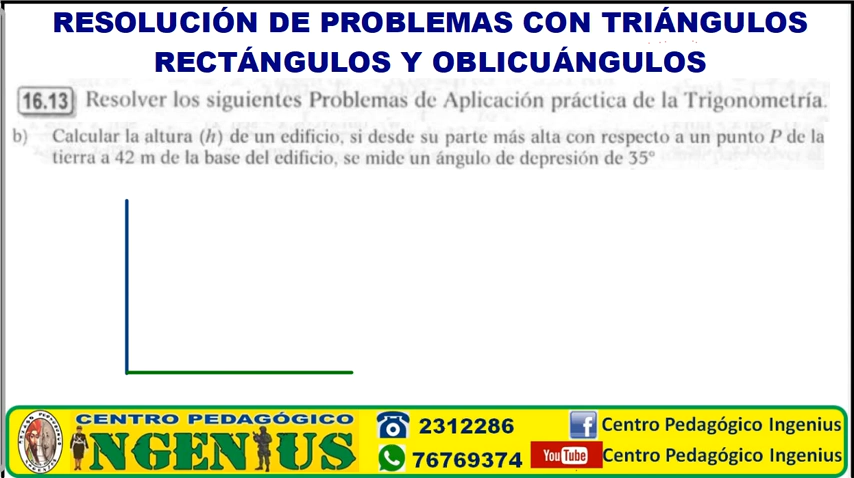 RESOLUCIÓN DE PROBLEMAS CON TRIÁNGULOS
RECTÁNGULOS Y OBLICUÁNGULOS
16.13 Resolver los siguientes Problemas de Aplicación práctica de la Trigonometría.
b) Calcular la altura (h) de un edificio, si desde su parte más alta con respecto a un punto P de la
tierra a 42 m de la base del edificio, se mide un ángulo de depresión de 35º
CENTRO PEDAGÓGICO
INGENIUS
2312286
76769374
f Centro Pedagógico Ingenius
YouTube Centro Pedagógico Ingenius